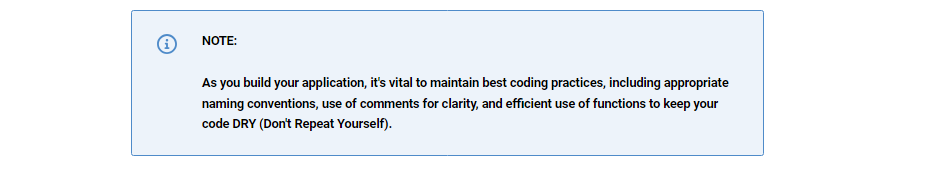 NOTE:
As you build your application, it's vital to maintain best coding practices, including appropriate
naming conventions, use of comments for clarity, and efficient use of functions to keep your
code DRY (Don't Repeat Yourself).